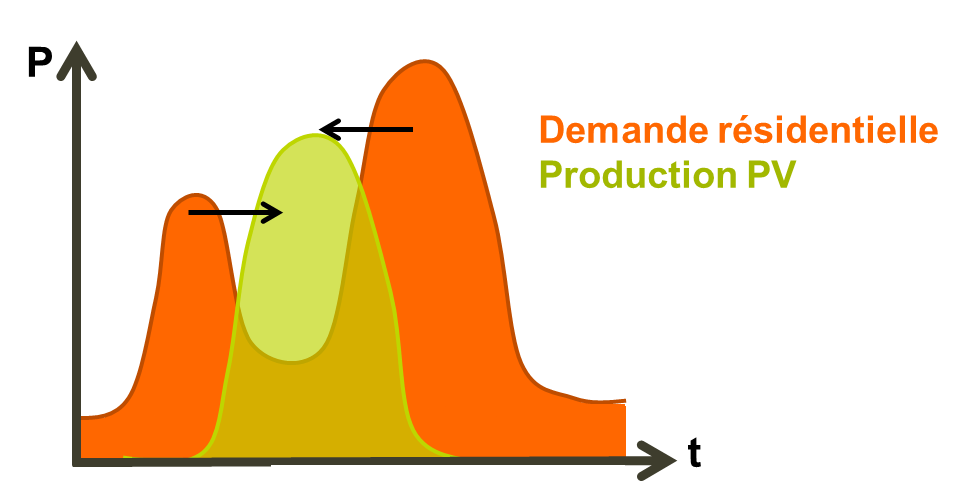 P
Demande résidentielle
Production PV
t